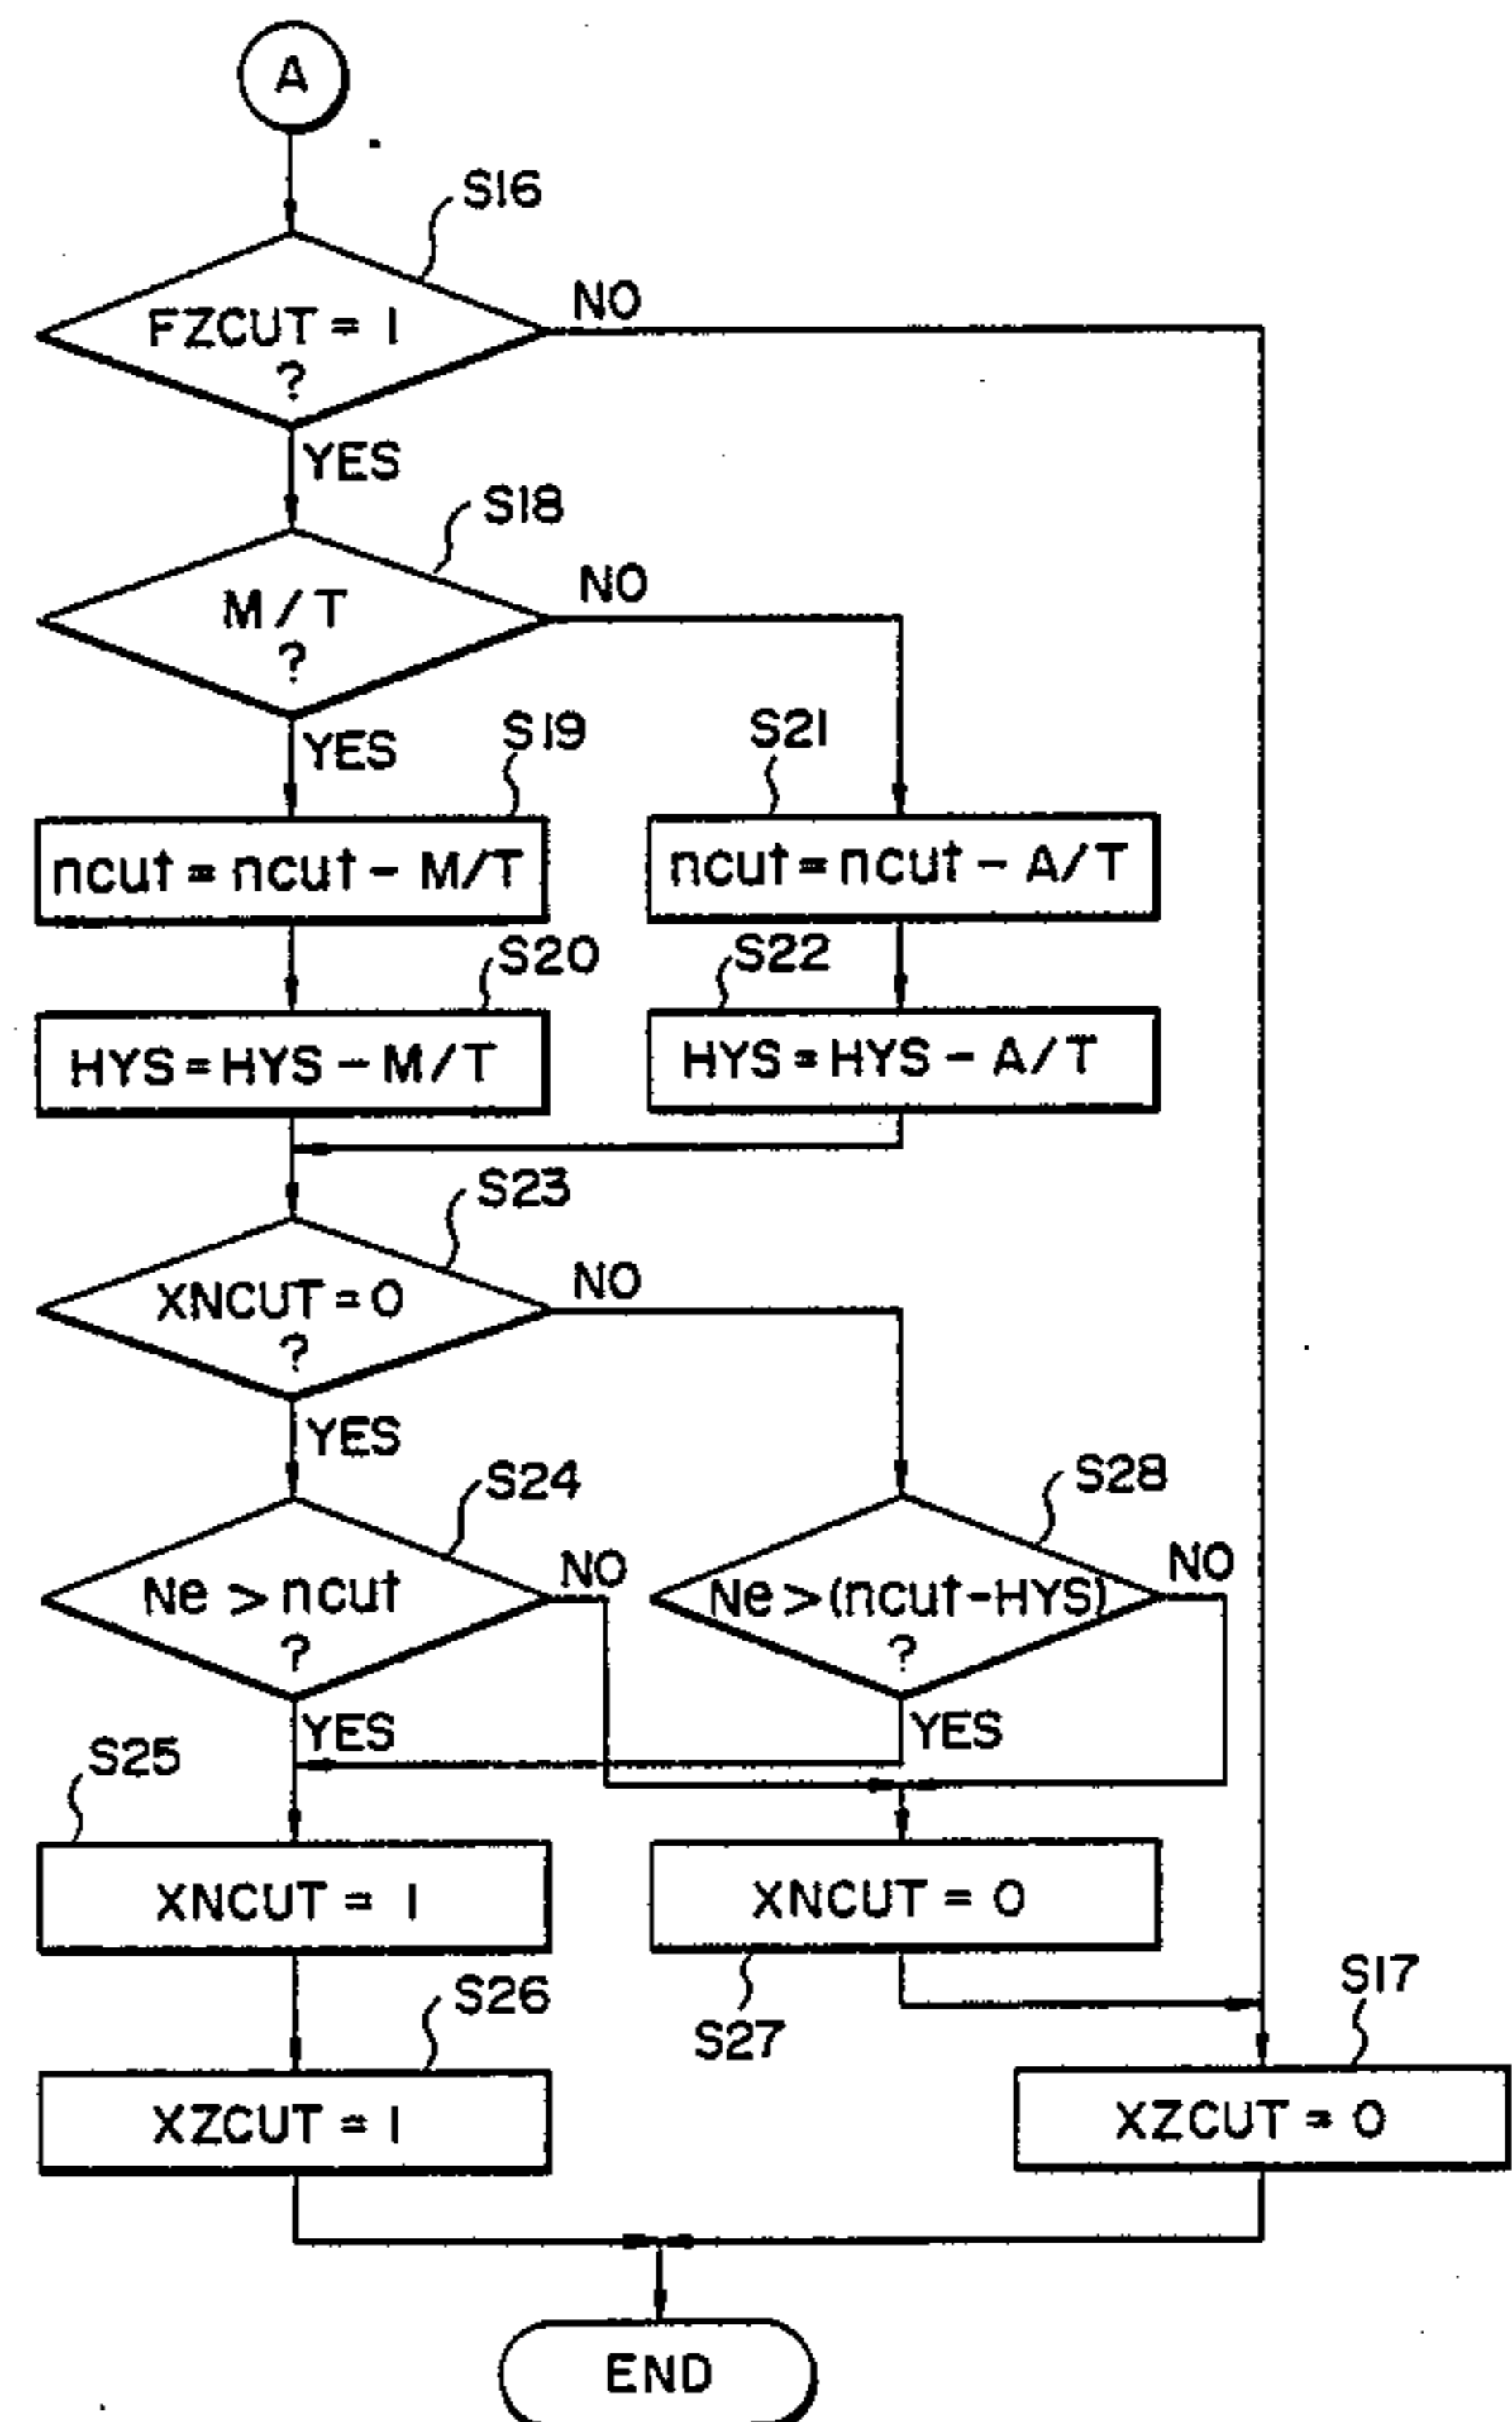 A
S16
FZCUT = 1
?
NO
YES
S18
M/T
?
NO
YES
S19
S21
ncut = ncut - M/T
ncut = ncut - A/T
S20
S22
HYS = HYS - M/T
HYS = HYS - A/T
S23
XNCUT = 0
?
NO
YES
S24
S28
Ne > ncut
?
NO
Ne > (ncut-HYS)
?
NO
YES
YES
S25
XNCUT = 1
XNCUT = 0
S26
S27
S17
XZCUT = 1
XZCUT = 0
END